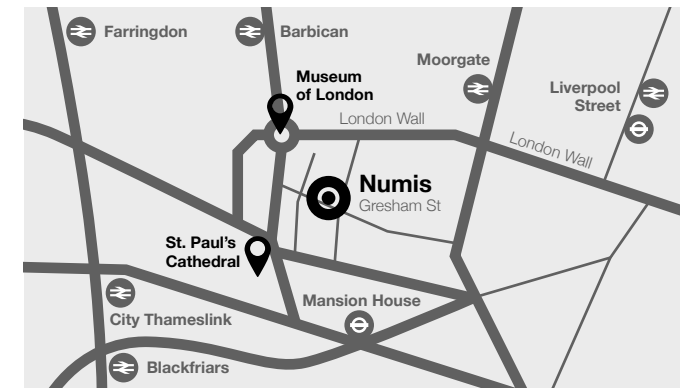 Farringdon
Barbican
Moorgate
Museum
of London
Liverpool
Street
London Wall
London Wall
Numis
Gresham St
St. Paul's
Cathedral
Mansion House
City Thameslink
Blackfriars